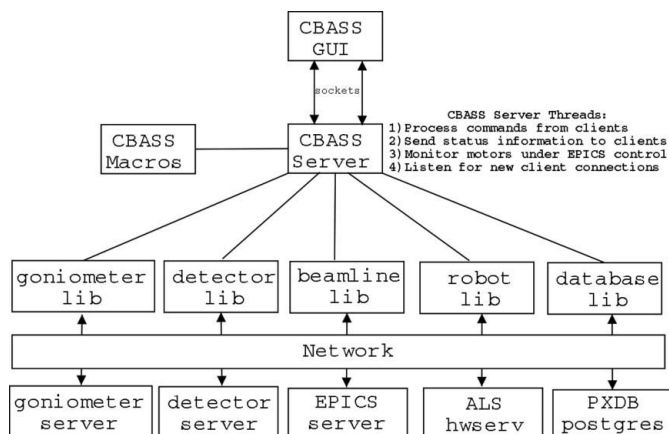 CBASS
GUI
sockets
CBASS Server Threads:
1)Process commands from clients
2)Send status information to clients
3)Monitor motors under EPICS control
4)Listen for new client connections
CBASS
Macros
CBASS
Server
goniometer
lib
detector
lib
beamline
lib
robot
lib
database
lib
Network
goniometer
server
detector
server
EPICS
server
ALS
hwserv
PXDB
postgres